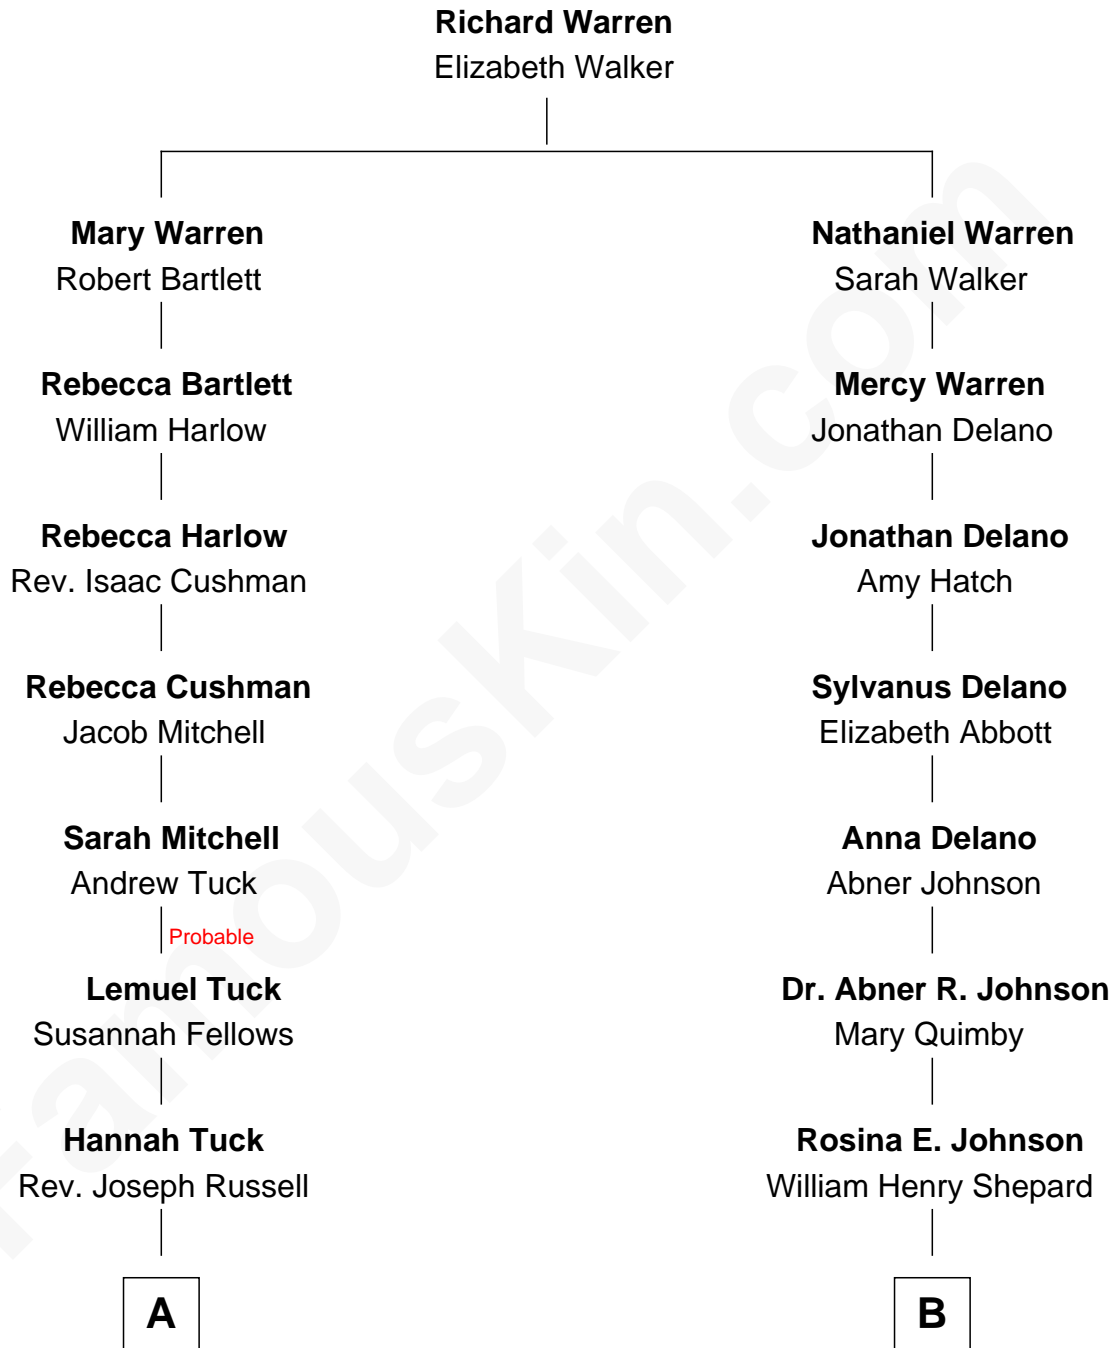 Richard Warren
Elizabeth Walker
Mary Warren
Robert Bartlett
Nathaniel Warren
Sarah Walker
Rebecca Bartlett
William Harlow
Mercy Warren
Jonathan Delano
Rebecca Harlow
Rev. Isaac Cushman
Jonathan Delano
Amy Hatch
Rebecca Cushman
Jacob Mitchell
Sylvanus Delano
Elizabeth Abbott
Sarah Mitchell
Andrew Tuck
Anna Delano
Abner Johnson
Probable
Lemuel Tuck
Susannah Fellows
Dr. Abner R. Johnson
Mary Quimby
Hannah Tuck
Rev. Joseph Russell
Rosina E. Johnson
William Henry Shepard
A
B
FamousKin.com